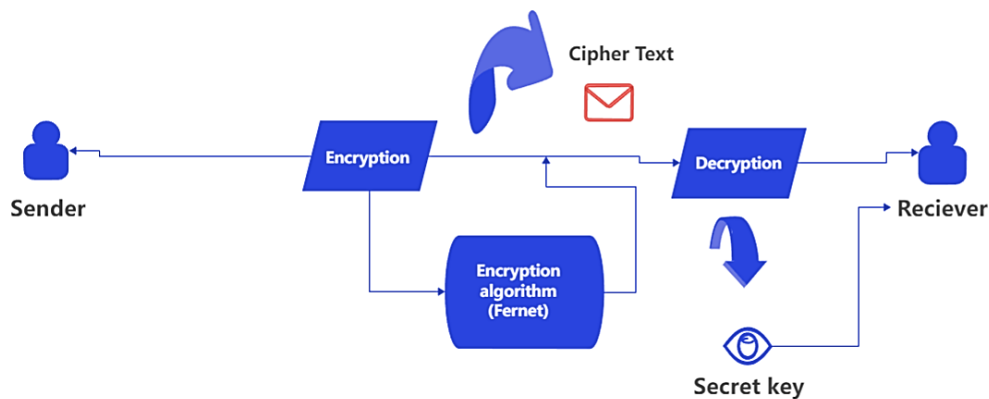 Cipher Text
Encryption
Decryption
Sender
Reciever
Encryption
algorithm
(Fernet)
Secret key